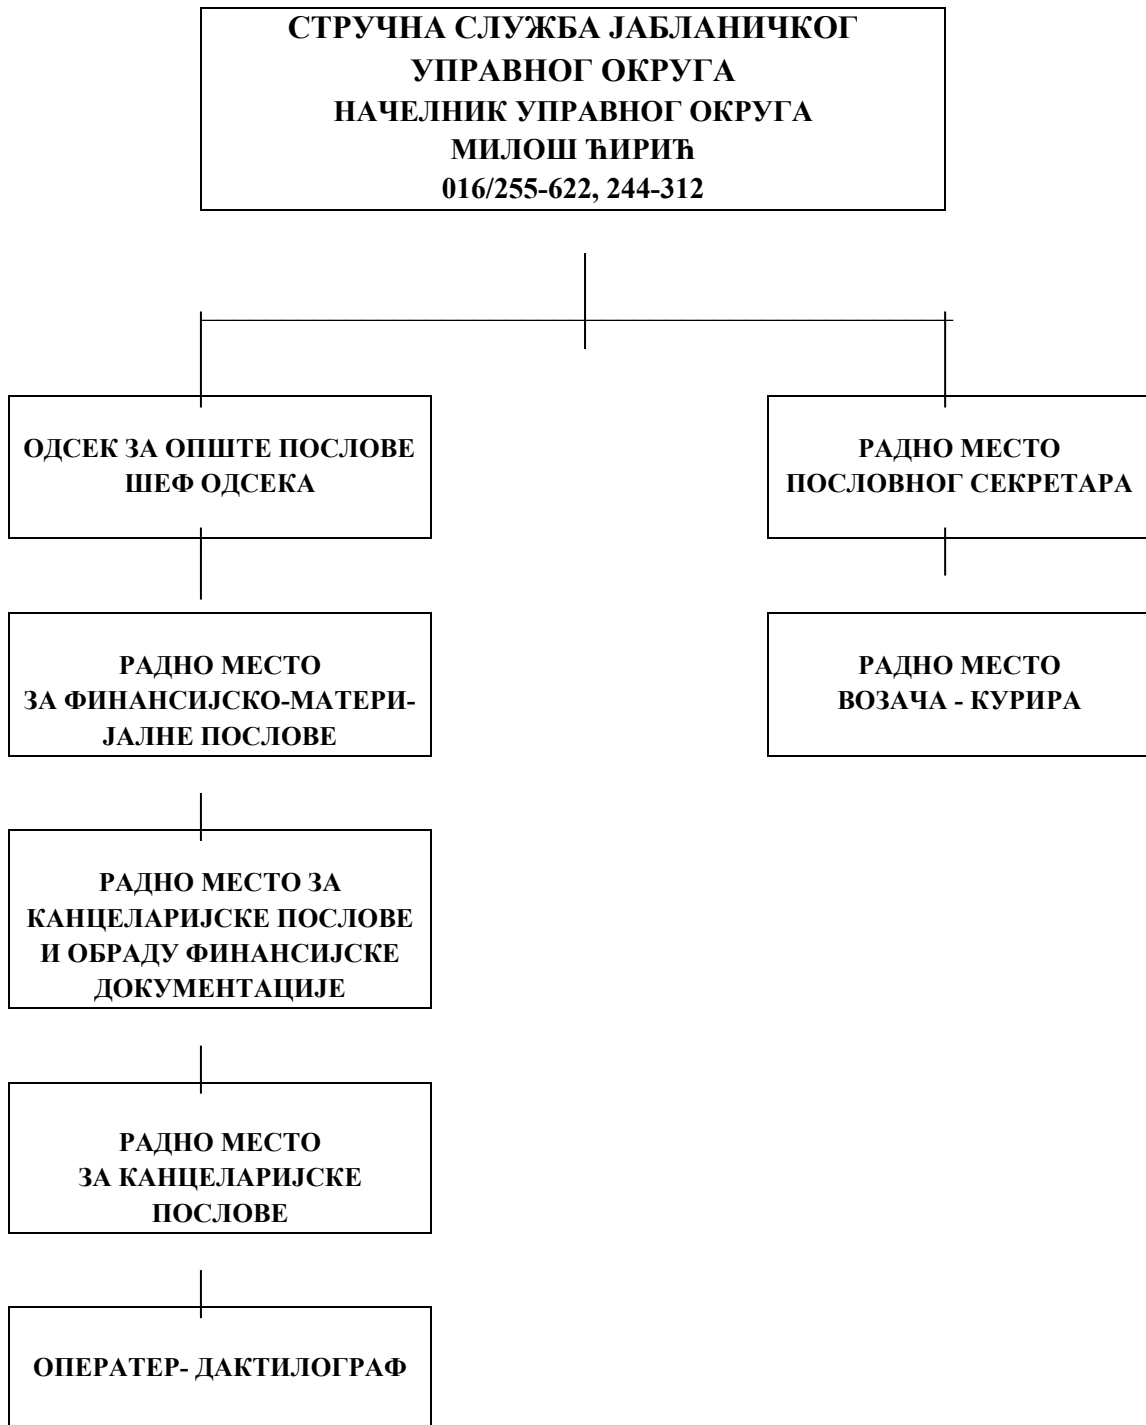 СТРУЧНА СЛУЖБА ЈАБЛАНИЧКОГ
УПРАВНОГ ОКРУГА
НАЧЕЛНИК УПРАВНОГ ОКРУГА
МИЛОШ ЋИРИЋ
016/255-622, 244-312
ОДСЕК ЗА ОПШТЕ ПОСЛОВЕ
ШЕФ ОДСЕКА
РАДНО МЕСТО
ПОСЛОВНОГ СЕКРЕТАРА
РАДНО МЕСТО
ЗА ФИНАНСИЈСКО-МАТЕРИ-
ЈАЛНЕ ПОСЛОВЕ
РАДНО МЕСТО
ВОЗАЧА - КУРИРА
РАДНО МЕСТО ЗА
КАНЦЕЛАРИЈСКЕ ПОСЛОВЕ
И ОБРАДУ ФИНАНСИЈСКЕ
ДОКУМЕНТАЦИЈЕ
РАДНО МЕСТО
ЗА КАНЦЕЛАРИЈСКЕ
ПОСЛОВЕ
ОПЕРАТЕР- ДАКТИЛОГРАФ